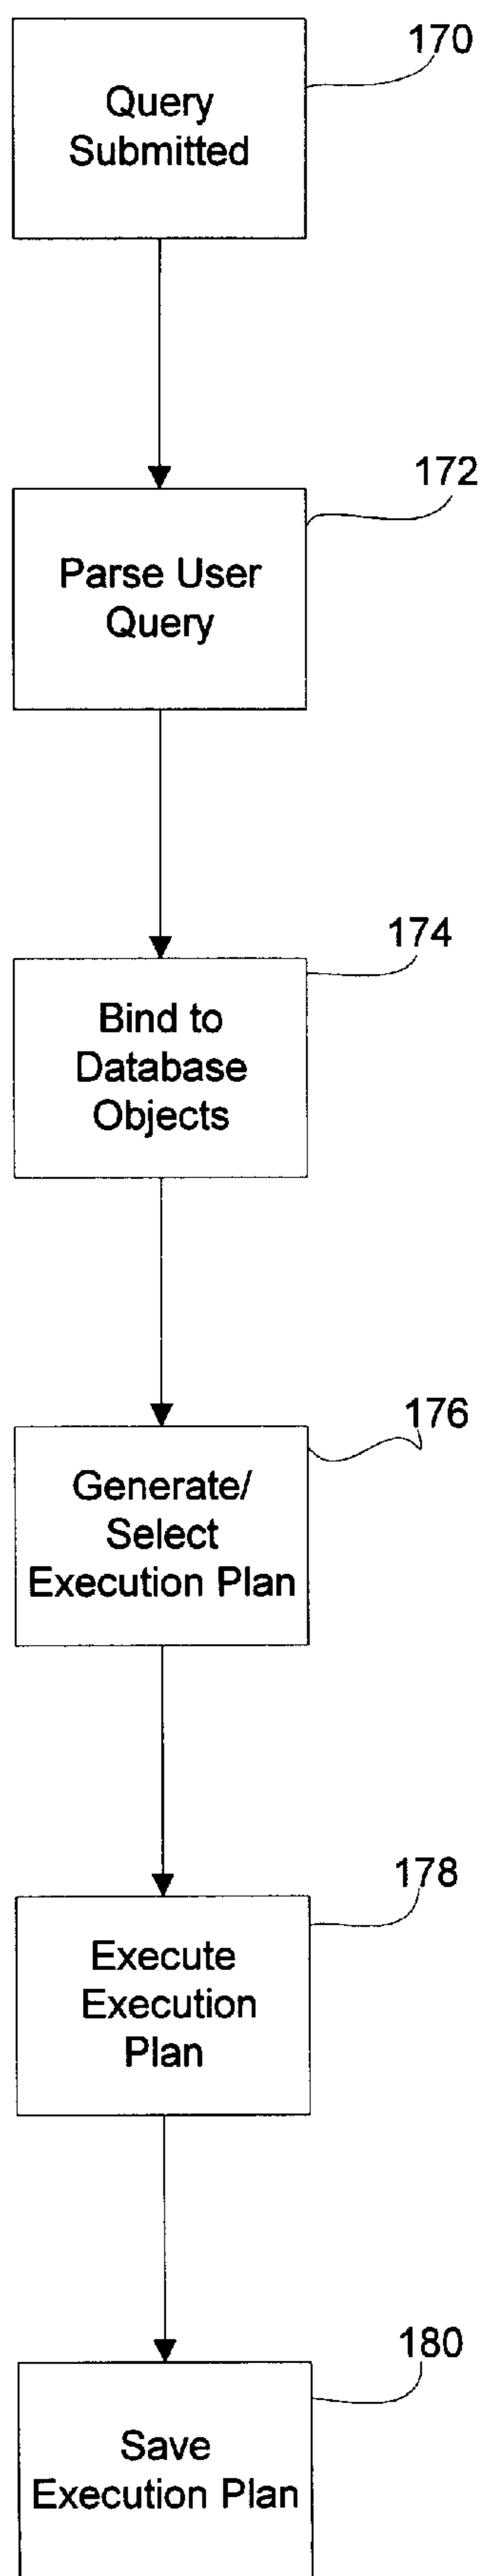 170
Query
Submitted
172
Parse User
Query
174
Bind to
Database
Objects
176
Generate/
Select
Execution Plan
178
Execute
Execution
Plan
180
Save
Execution Plan